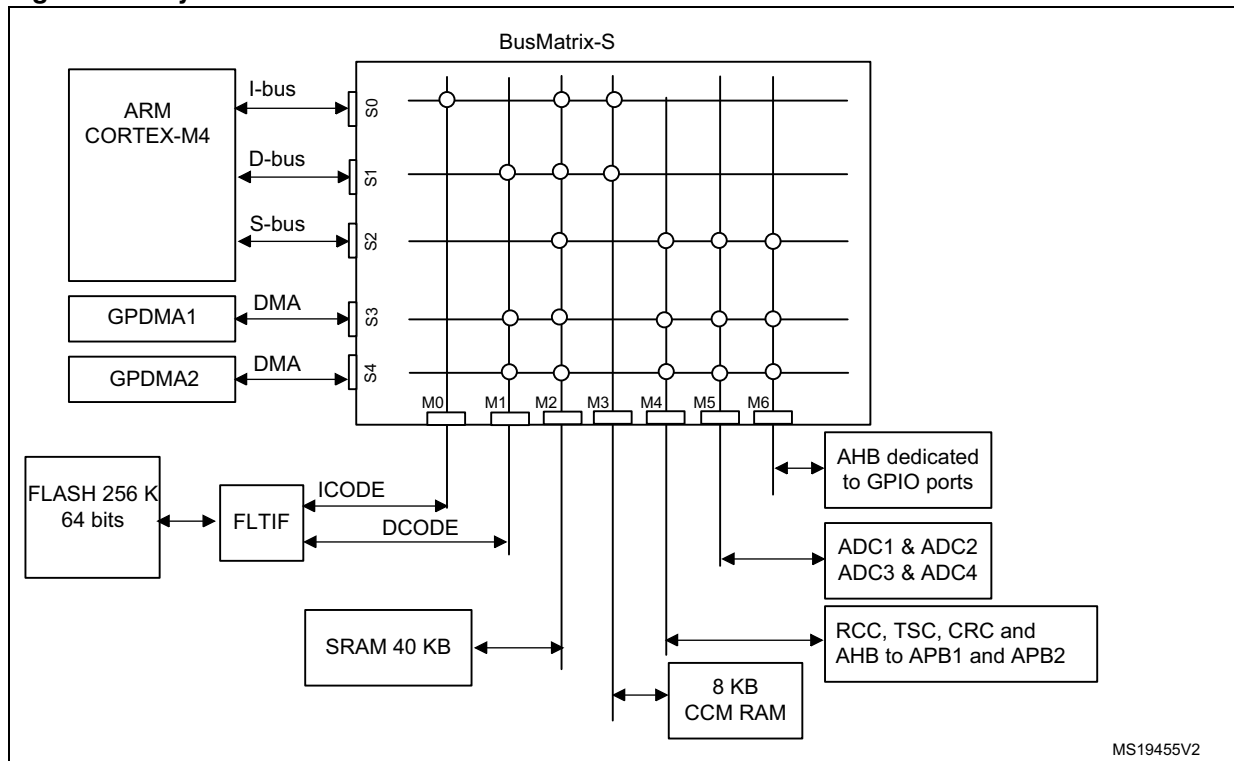 BusMatrix-S
ARM
CORTEX-M4
I-bus
S0
D-bus
S1
S-bus
S2
GPDMA1
DMA
S3
GPDMA2
DMA
S4
M0
M1
M2
M3
M4
M5
M6
FLASH 256 K
64 bits
FLTIF
ICODE
DCODE
AHB dedicated
to GPIO ports
ADC1 & ADC2
ADC3 & ADC4
SRAM 40 KB
RCC, TSC, CRC and
AHB to APB1 and APB2
8 KB
CCM RAM
MS19455V2